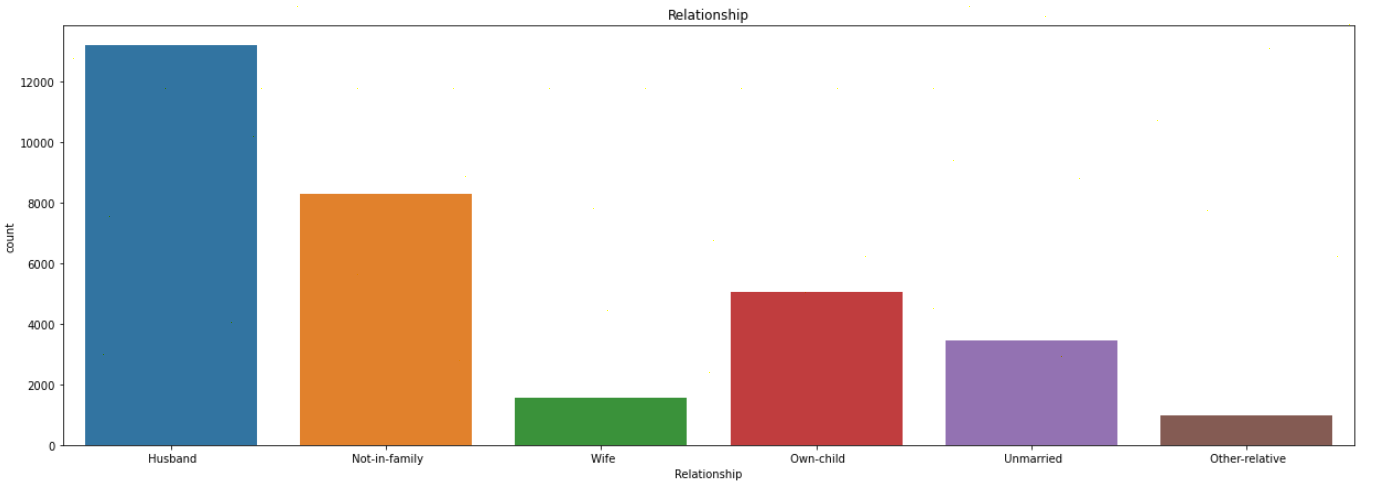 Relationship
12000
10000
8000
6000
4000
2000
0
count
Husband Not-in-family Wife Own-child Unmarried Other-relative
Relationship